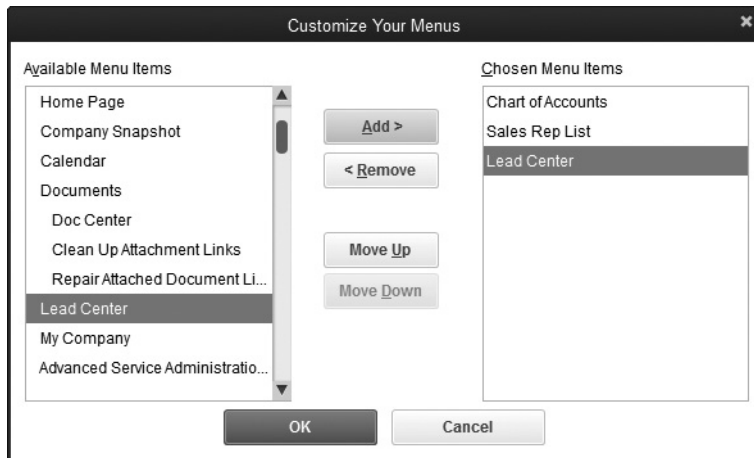 Customize Your Menus
Available Menu Items
Home Page
Company Snapshot
Calendar
Documents
Doc Center
Clean Up Attachment Links
Repair Attached Document Li...
Lead Center
My Company
Advanced Service Administratio...
Add >
< Remove
Move Up
Move Down
Chosen Menu Items
Chart of Accounts
Sales Rep List
Lead Center
OK
Cancel